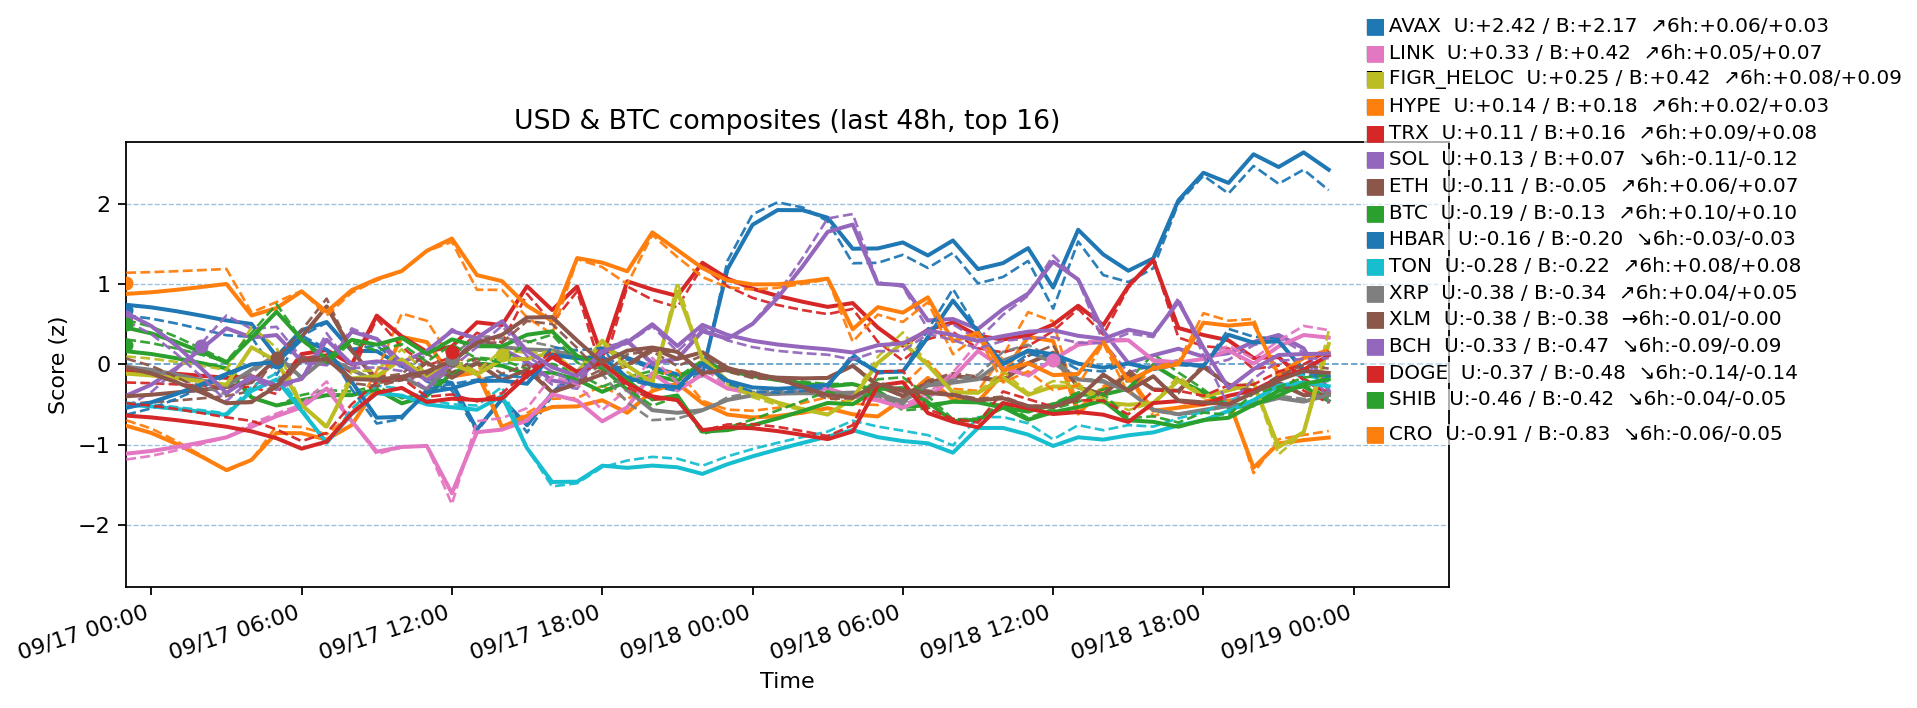 AVAX  U:+2.42 / B:+2.17  ↗6h:+0.06/+0.03
LINK  U:+0.33 / B:+0.42  ↗6h:+0.05/+0.07
FIGR_HELOC  U:+0.25 / B:+0.42  ↗6h:+0.08/+0.09
HYPE  U:+0.14 / B:+0.18  ↗6h:+0.02/+0.03
TRX  U:+0.11 / B:+0.16  ↗6h:+0.09/+0.08
SOL  U:+0.13 / B:+0.07  ↘6h:-0.11/-0.12
ETH  U:-0.11 / B:-0.05  ↗6h:+0.06/+0.07
BTC  U:-0.19 / B:-0.13  ↗6h:+0.10/+0.10
HBAR  U:-0.16 / B:-0.20  ↘6h:-0.03/-0.03
TON  U:-0.28 / B:-0.22  ↗6h:+0.08/+0.08
XRP  U:-0.38 / B:-0.34  ↗6h:+0.04/+0.05
XLM  U:-0.38 / B:-0.38  →6h:-0.01/-0.00
BCH  U:-0.33 / B:-0.47  ↘6h:-0.09/-0.09
DOGE  U:-0.37 / B:-0.48  ↘6h:-0.14/-0.14
SHIB  U:-0.46 / B:-0.42  ↘6h:-0.04/-0.05
CRO  U:-0.91 / B:-0.83  ↘6h:-0.06/-0.05
USD & BTC composites (last 48h, top 16)
Score (z)
2
1
0
−1
−2
09/17 00:00
09/17 06:00
09/17 12:00
09/17 18:00
09/18 00:00
09/18 06:00
09/18 12:00
09/18 18:00
09/19 00:00
Time